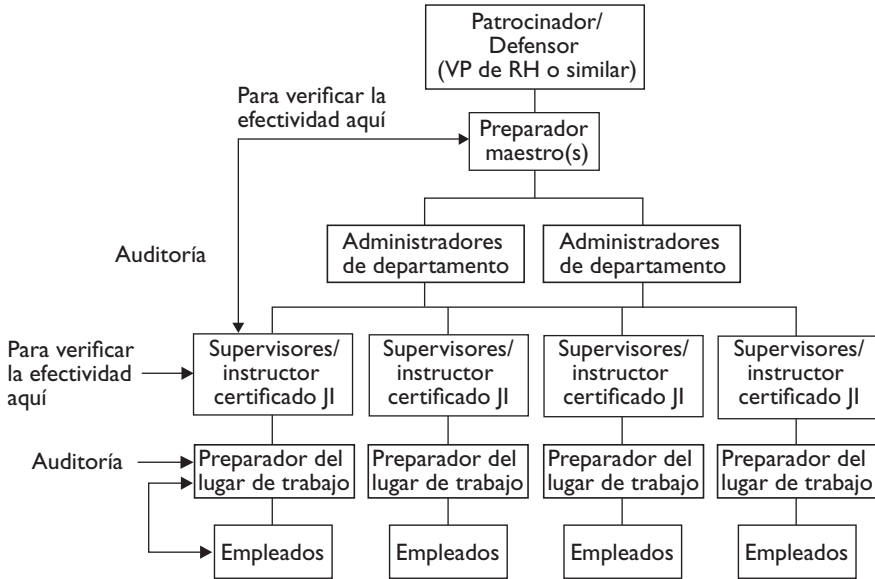 Patrocinador/
Defensor
(VP de RH o similar)
Para verificar la
efectividad aquí
Preparador
maestro(s)
Auditoría
Administradores
de departamento
Administradores
de departamento
Para verificar
la efectividad
aquí
Supervisores/
instructor
certificado JI
Supervisores/
instructor
certificado JI
Supervisores/
instructor
certificado JI
Supervisores/
instructor
certificado JI
Auditoría
Preparador del
lugar de trabajo
Preparador del
lugar de trabajo
Preparador del
lugar de trabajo
Preparador del
lugar de trabajo
Empleados
Empleados
Empleados
Empleados